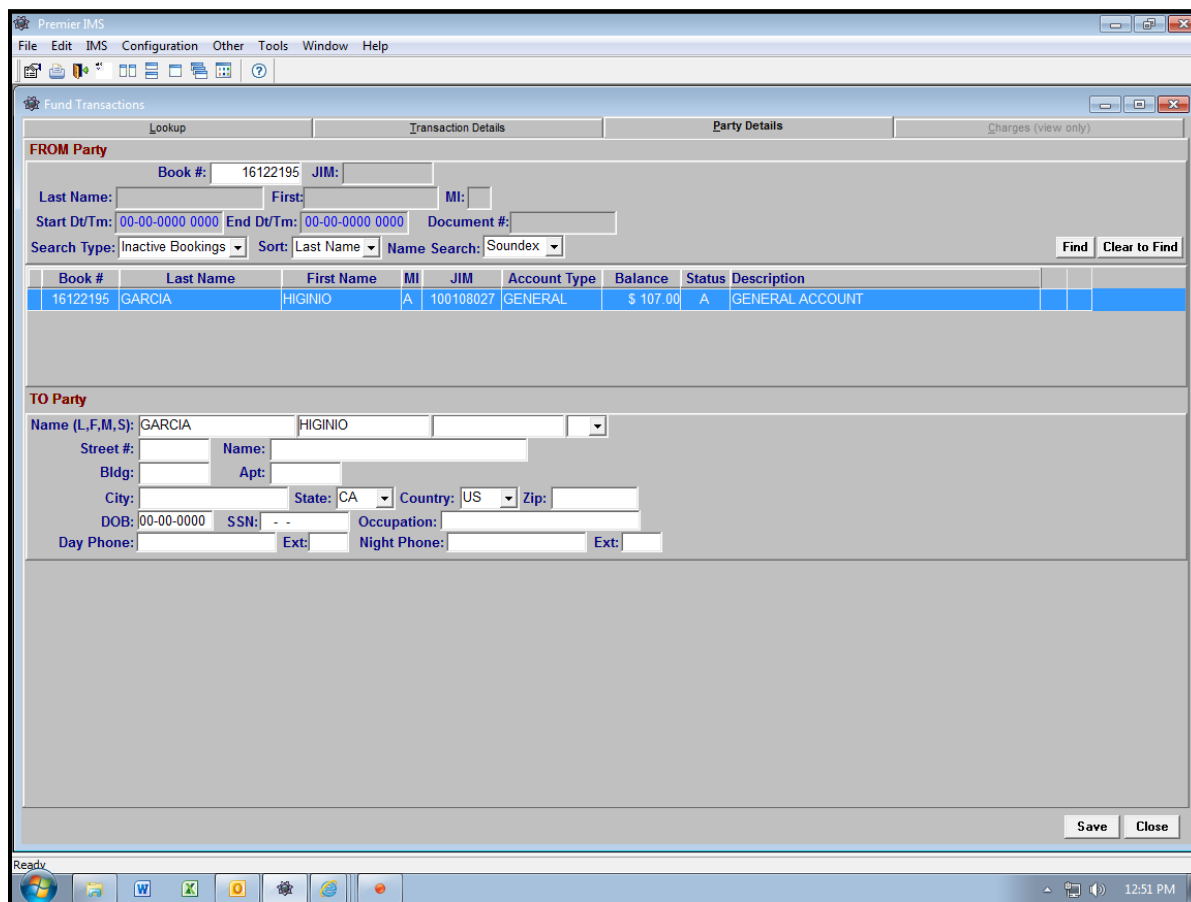 Premier IMS
File Edit IMS Configuration Other Tools Window Help
Fund Transactions
Lookup Transaction Details Party Details Charges (view only)
FROM Party
Book #: 16122195 JIM:
Last Name: First: MI:
Start Dt/Tm: 00-00-0000 0000 End Dt/Tm: 00-00-0000 0000 Document #:
Search Type: Inactive Bookings Sort: Last Name Name Search: Soundex Find Clear to Find
Book # Last Name First Name MI JIM Account Type Balance Status Description
16122195 GARCIA HIGINIO A 100108027 GENERAL $ 107.00 A GENERAL ACCOUNT
TO Party
Name (L,F,M,S): GARCIA HIGINIO
Street #: Name:
Bldg: Apt:
City: State: CA Country: US Zip:
DOB: 00-00-0000 SSN: - - Occupation:
Day Phone: Ext: Night Phone: Ext:
Save Close
Ready
12:51 PM